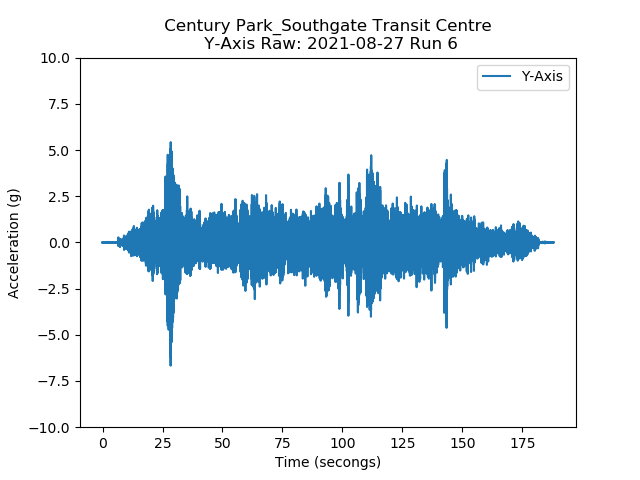 Century Park_Southgate Transit Centre
Y-Axis Raw: 2021-08-27 Run 6
Y-Axis
10.0
7.5
5.0
2.5
0.0
−2.5
−5.0
−7.5
−10.0
Acceleration (g)
0 25 50 75 100 125 150 175
Time (seconds)